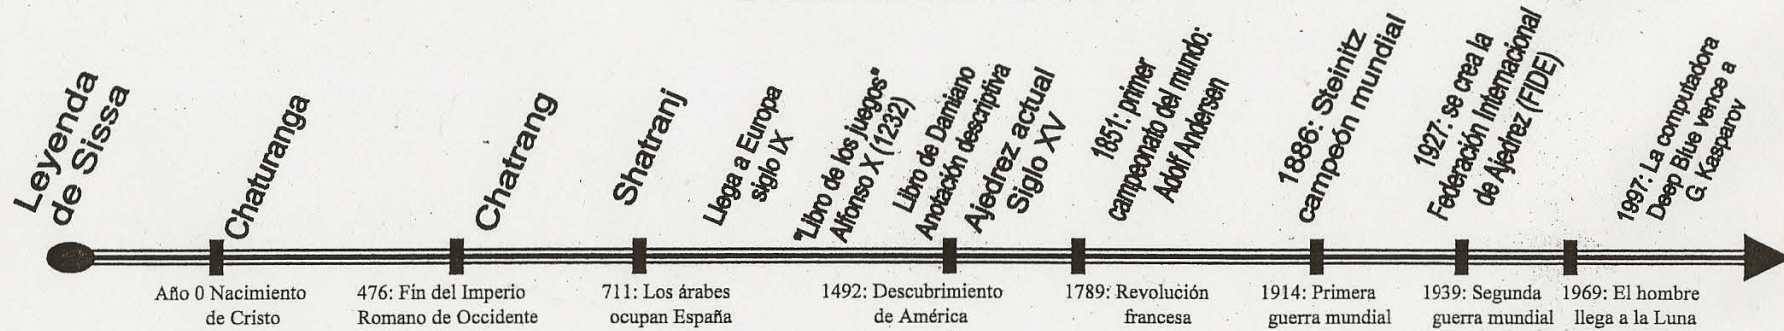 Leyenda
de Sissa
Chaturanga
Chatrang
Shatranj
Llega a Europa
siglo IX
"Libro de los juegos"
Alfonso X (1232)
Libro de Damiano
Anotación descriptiva
Ajedrez actual
Siglo XV
1851: primer
campeonato del mundo:
Adolf Andersen
1886: Steinitz
campeón mundial
1927: se crea la
Federación Internacional
de Ajedrez (FIDE)
1997: La computadora
Deep Blue vence a
G. Kasparov
Año 0 Nacimiento
de Cristo
476: Fin del Imperio
Romano de Occidente
711: Los árabes
ocupan España
1492: Descubrimiento
de América
1789: Revolución
francesa
1914: Primera
guerra mundial
1939: Segunda
guerra mundial
1969: El hombre
llega a la Luna